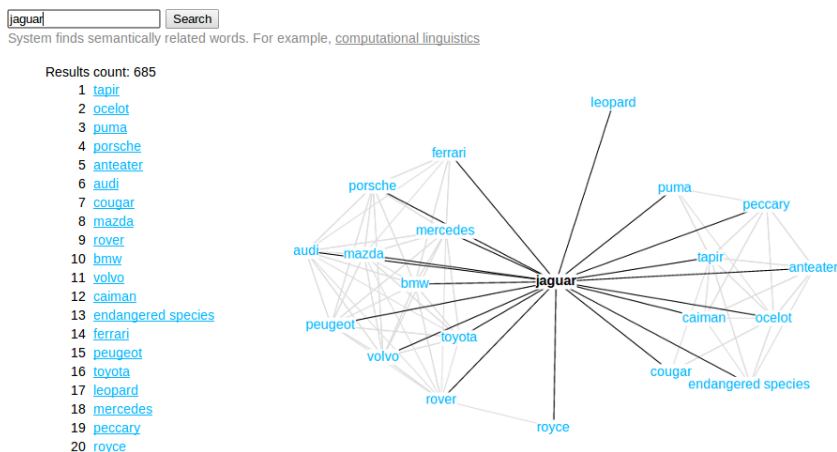 jaguar Search
System finds semantically related words. For example, computational linguistics
Results count: 685
1 tapir
2 ocelot
3 puma
4 porsche
5 anteater
6 audi
7 cougar
8 mazda
9 rover
10 bmw
11 volvo
12 caiman
13 endangered species
14 ferrari
15 peugeot
16 toyota
17 leopard
18 mercedes
19 peccary
20 royce
leopard
ferrari
porsche
puma
peccary
mercedes
audi
mazda
tapir
anteater
bmw
jaguar
peugeot
caiman
ocelot
toyota
volvo
cougar
endangered species
rover
royce